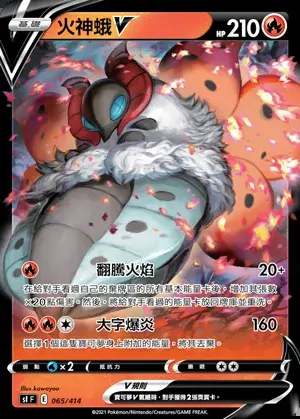 基礎 火神蛾V HP210
翻騰火焰 20+
在給對手看過自己的棄牌區的所有基本能量卡後，增加其張數
×20點傷害。然後，將給對手看過的能量卡放回牌庫並重洗。
大字爆炎 160
選擇1個這隻寶可夢身上附加的能量，將其丟棄。
弱點 ×2 抵抗力 撤退
V規則
寶可夢V氣絕時，對手獲得2張獎賞卡。
Illus. kawayoo
s1 F E 065/414
©2021 Pokémon/Nintendo/Creatures/GAME FREAK.